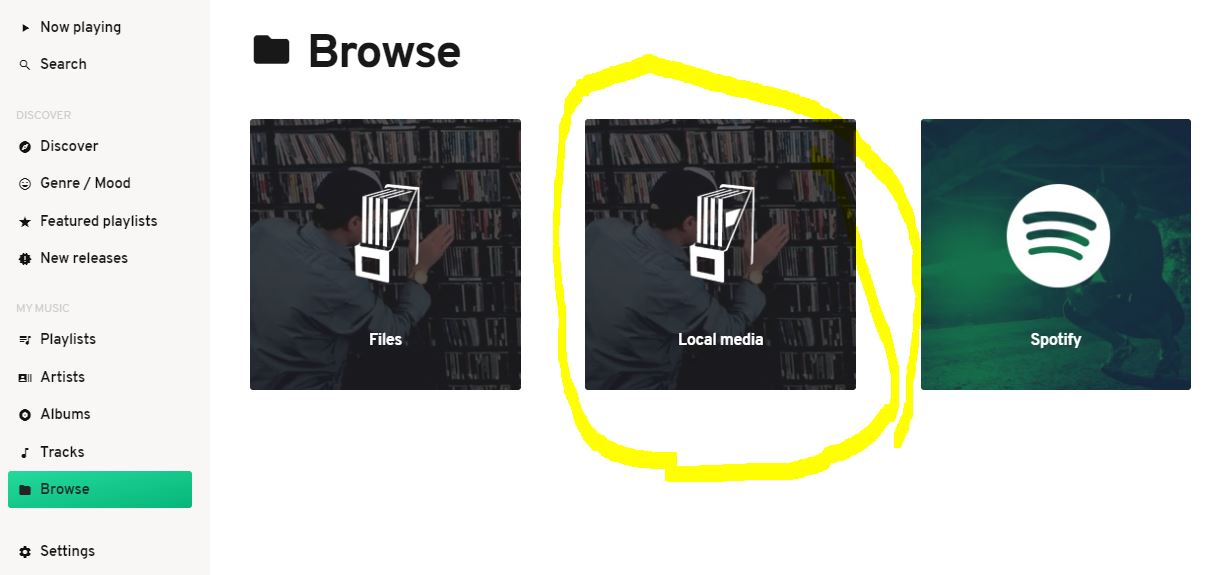 Now playing
Search
DISCOVER
Discover
Genre / Mood
Featured playlists
New releases
MY MUSIC
Playlists
Artists
Albums
Tracks
Browse
Settings
Browse
Files
Local media
Spotify